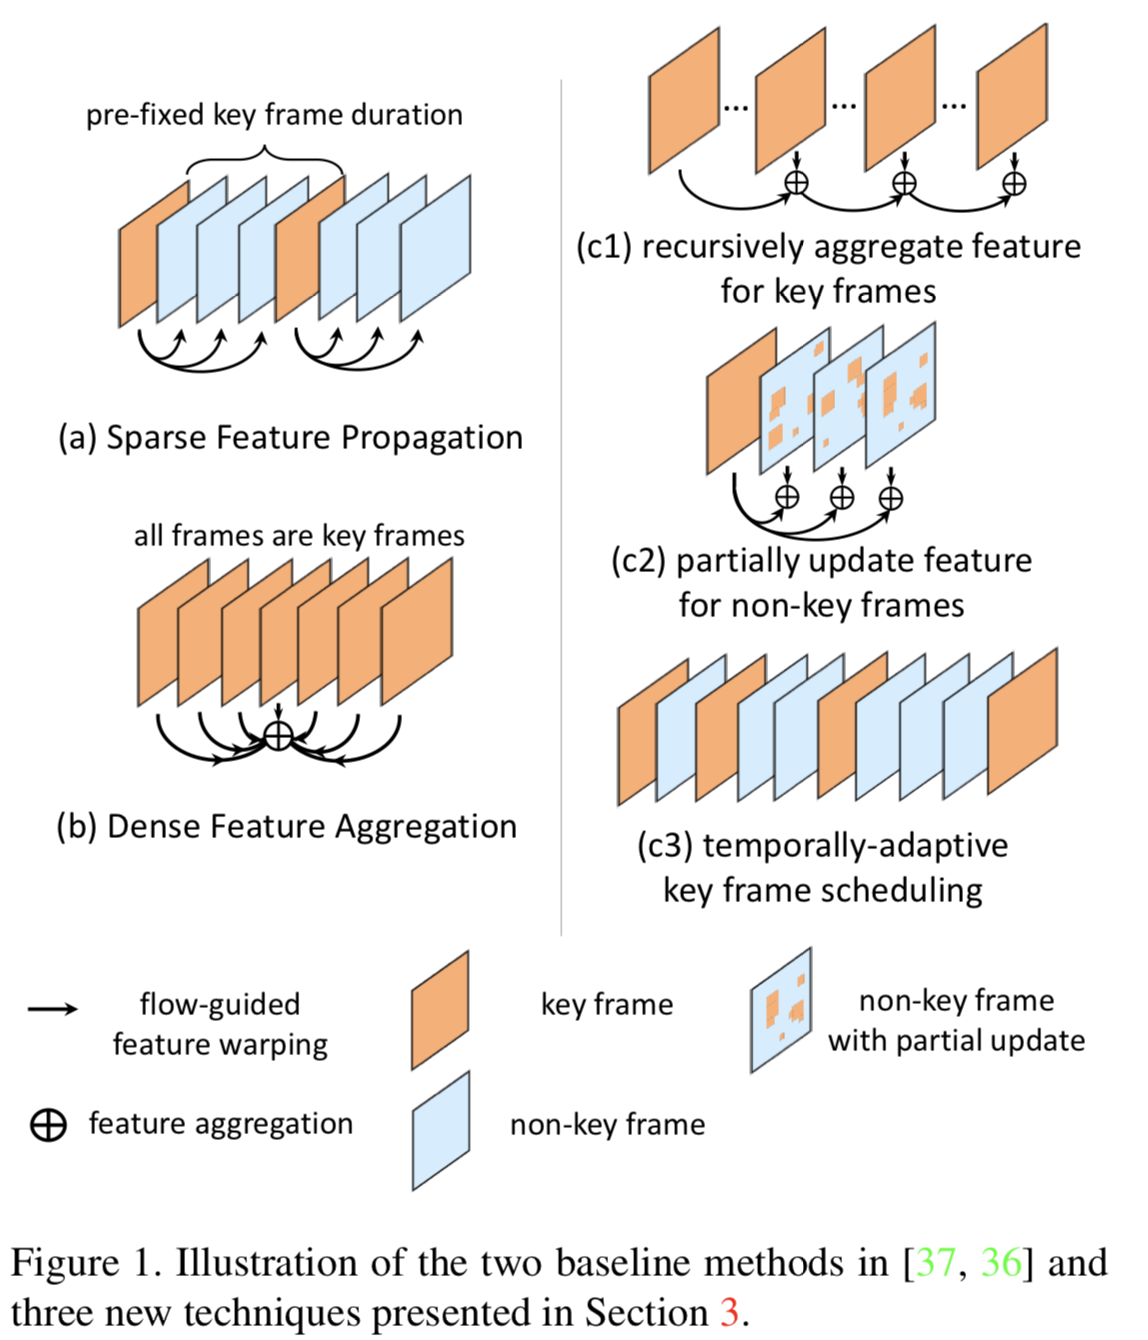 pre-fixed key frame duration
(a) Sparse Feature Propagation
all frames are key frames
(b) Dense Feature Aggregation
... ... ...
(c1) recursively aggregate feature
for key frames
(c2) partially update feature
for non-key frames
(c3) temporally-adaptive
key frame scheduling
flow-guided
feature warping
key frame
non-key frame
with partial update
feature aggregation
non-key frame
Figure 1. Illustration of the two baseline methods in [37, 36] and
three new techniques presented in Section 3.